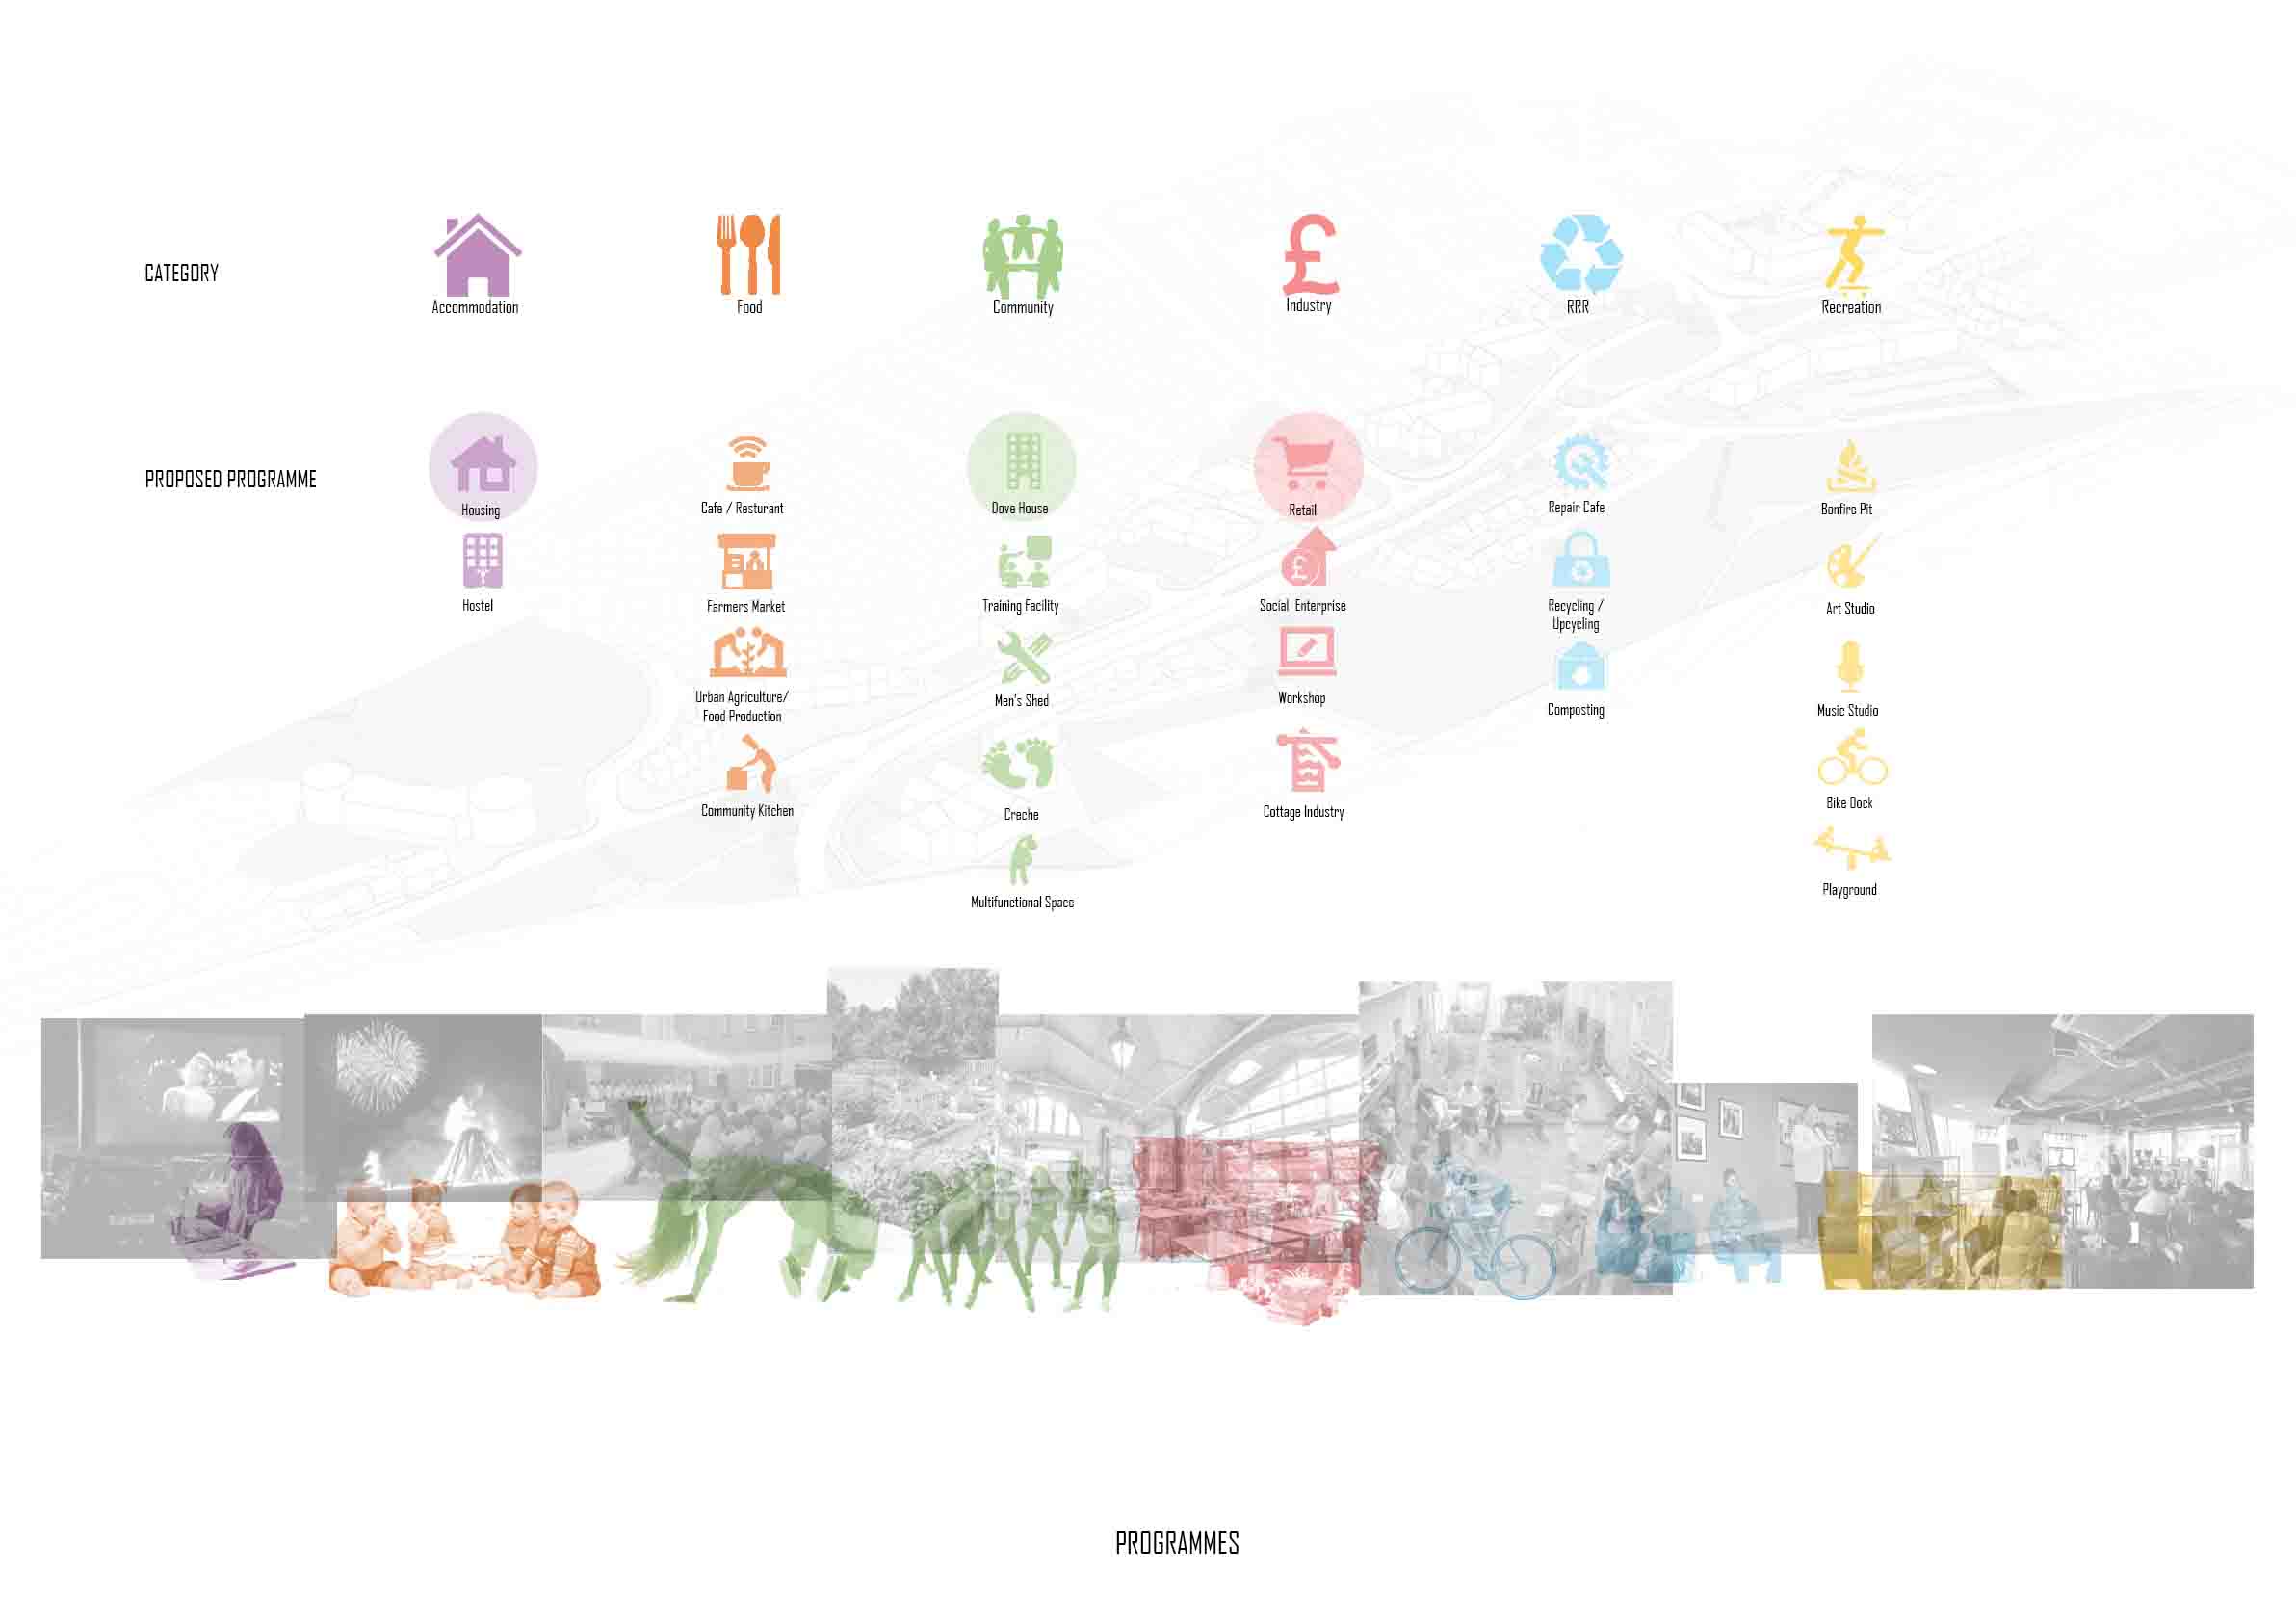 CATEGORY
Accommodation
Food
Community
Industry
RRR
Recreation
PROPOSED PROGRAMME
Housing
Hostel
Cafe / Resturant
Farmers Market
Urban Agriculture/
Food Production
Community Kitchen
Dove House
Training Facility
Men's Shed
Creche
Multifunctional Space
Retail
Social Enterprise
Workshop
Cottage Industry
Repair Cafe
Recycling /
Upcycling
Composting
Bonfire Pit
Art Studio
Music Studio
Bike Dock
Playground
PROGRAMMES